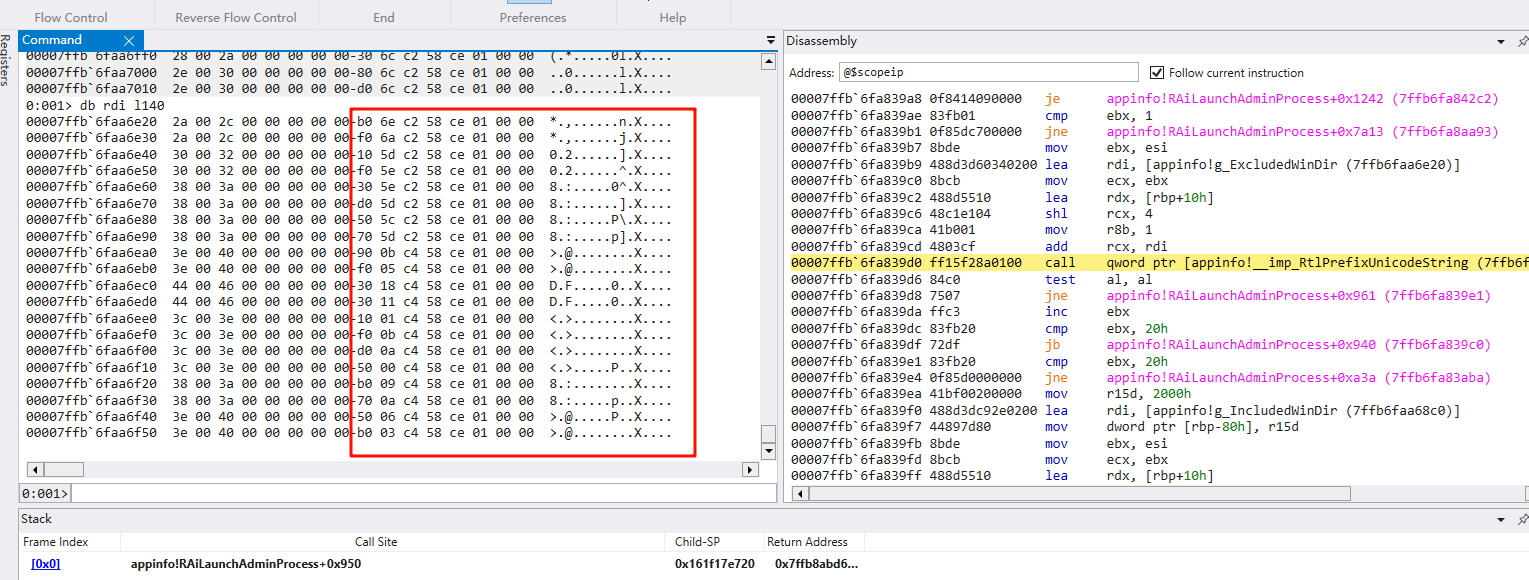 Flow Control Reverse Flow Control End Preferences Help
Registers
Command
00007ffb`6faa6ff0 28 00 2a 00 00 00 00 00-30 6c c2 58 ce 01 00 00 (.*.....0l.X....
00007ffb`6faa7000 2e 00 30 00 00 00 00 00-80 6c c2 58 ce 01 00 00 ..0......l.X....
00007ffb`6faa7010 2e 00 30 00 00 00 00 00-d0 6c c2 58 ce 01 00 00 ..0......l.X....
0:001> db rdi l140
00007ffb`6faa6e20 2a 00 2c 00 00 00 00 00-b0 6e c2 58 ce 01 00 00 *.,......n.X....
00007ffb`6faa6e30 2a 00 2c 00 00 00 00 00-f0 6a c2 58 ce 01 00 00 *.,......j.X....
00007ffb`6faa6e40 30 00 32 00 00 00 00 00-10 5d c2 58 ce 01 00 00 0.2......].X....
00007ffb`6faa6e50 30 00 32 00 00 00 00 00-f0 5e c2 58 ce 01 00 00 0.2......^.X....
00007ffb`6faa6e60 38 00 3a 00 00 00 00 00-30 5e c2 58 ce 01 00 00 8.:.....0^.X....
00007ffb`6faa6e70 38 00 3a 00 00 00 00 00-d0 5d c2 58 ce 01 00 00 8.:......].X....
00007ffb`6faa6e80 38 00 3a 00 00 00 00 00-50 5c c2 58 ce 01 00 00 8.:.....P\.X....
00007ffb`6faa6e90 38 00 3a 00 00 00 00 00-70 5d c2 58 ce 01 00 00 8.:.....p].X....
00007ffb`6faa6ea0 3e 00 40 00 00 00 00 00-90 0b c4 58 ce 01 00 00 >.@........X....
00007ffb`6faa6eb0 3e 00 40 00 00 00 00 00-f0 05 c4 58 ce 01 00 00 >.@........X....
00007ffb`6faa6ec0 44 00 46 00 00 00 00 00-30 18 c4 58 ce 01 00 00 D.F.....0..X....
00007ffb`6faa6ed0 44 00 46 00 00 00 00 00-30 11 c4 58 ce 01 00 00 D.F.....0..X....
00007ffb`6faa6ee0 3c 00 3e 00 00 00 00 00-10 01 c4 58 ce 01 00 00 <.>........X....
00007ffb`6faa6ef0 3c 00 3e 00 00 00 00 00-f0 0b c4 58 ce 01 00 00 <.>........X....
00007ffb`6faa6f00 3c 00 3e 00 00 00 00 00-d0 0a c4 58 ce 01 00 00 <.>........X....
00007ffb`6faa6f10 3c 00 3e 00 00 00 00 00-50 00 c4 58 ce 01 00 00 <.>.....P..X....
00007ffb`6faa6f20 38 00 3a 00 00 00 00 00-b0 09 c4 58 ce 01 00 00 8.:........X....
00007ffb`6faa6f30 38 00 3a 00 00 00 00 00-70 0a c4 58 ce 01 00 00 8.:.....p..X....
00007ffb`6faa6f40 3e 00 40 00 00 00 00 00-50 06 c4 58 ce 01 00 00 >.@.....P..X....
00007ffb`6faa6f50 3e 00 40 00 00 00 00 00-b0 03 c4 58 ce 01 00 00 >.@........X....
0:001>
Disassembly
Address: @$scopeip Follow current instruction
00007ffb`6fa839a8 0f8414090000 je appinfo!RAiLaunchAdminProcess+0x1242 (7ffb6fa842c2)
00007ffb`6fa839ae 83fb01 cmp ebx, 1
00007ffb`6fa839b1 0f85dc700000 jne appinfo!RAiLaunchAdminProcess+0x7a13 (7ffb6fa8aa93)
00007ffb`6fa839b7 8bde mov ebx, esi
00007ffb`6fa839b9 488d3d60340200 lea rdi, [appinfo!g_ExcludedWinDir (7ffb6faa6e20)]
00007ffb`6fa839c0 8bcb mov ecx, ebx
00007ffb`6fa839c2 488d5510 lea rdx, [rbp+10h]
00007ffb`6fa839c6 48c1e104 shl rcx, 4
00007ffb`6fa839ca 41b001 mov r8b, 1
00007ffb`6fa839cd 4803cf add rcx, rdi
00007ffb`6fa839d0 ff15f28a0100 call qword ptr [appinfo!__imp_RtlPrefixUnicodeString (7ffb6f
00007ffb`6fa839d6 84c0 test al, al
00007ffb`6fa839d8 7507 jne appinfo!RAiLaunchAdminProcess+0x961 (7ffb6fa839e1)
00007ffb`6fa839da ffc3 inc ebx
00007ffb`6fa839dc 83fb20 cmp ebx, 20h
00007ffb`6fa839df 72df jb appinfo!RAiLaunchAdminProcess+0x940 (7ffb6fa839c0)
00007ffb`6fa839e1 83fb20 cmp ebx, 20h
00007ffb`6fa839e4 0f85d0000000 jne appinfo!RAiLaunchAdminProcess+0xa3a (7ffb6fa83aba)
00007ffb`6fa839ea 41bf00200000 mov r15d, 2000h
00007ffb`6fa839f0 488d3dc92e0200 lea rdi, [appinfo!g_IncludedWinDir (7ffb6faa68c0)]
00007ffb`6fa839f7 44897d80 mov dword ptr [rbp-80h], r15d
00007ffb`6fa839fb 8bde mov ebx, esi
00007ffb`6fa839fd 8bcb mov ecx, ebx
00007ffb`6fa839ff 488d5510 lea rdx, [rbp+10h]
Stack
Frame Index Call Site Child-SP Return Address
[0x0] appinfo!RAiLaunchAdminProcess+0x950 0x161f17e720 0x7ffb8abd6...